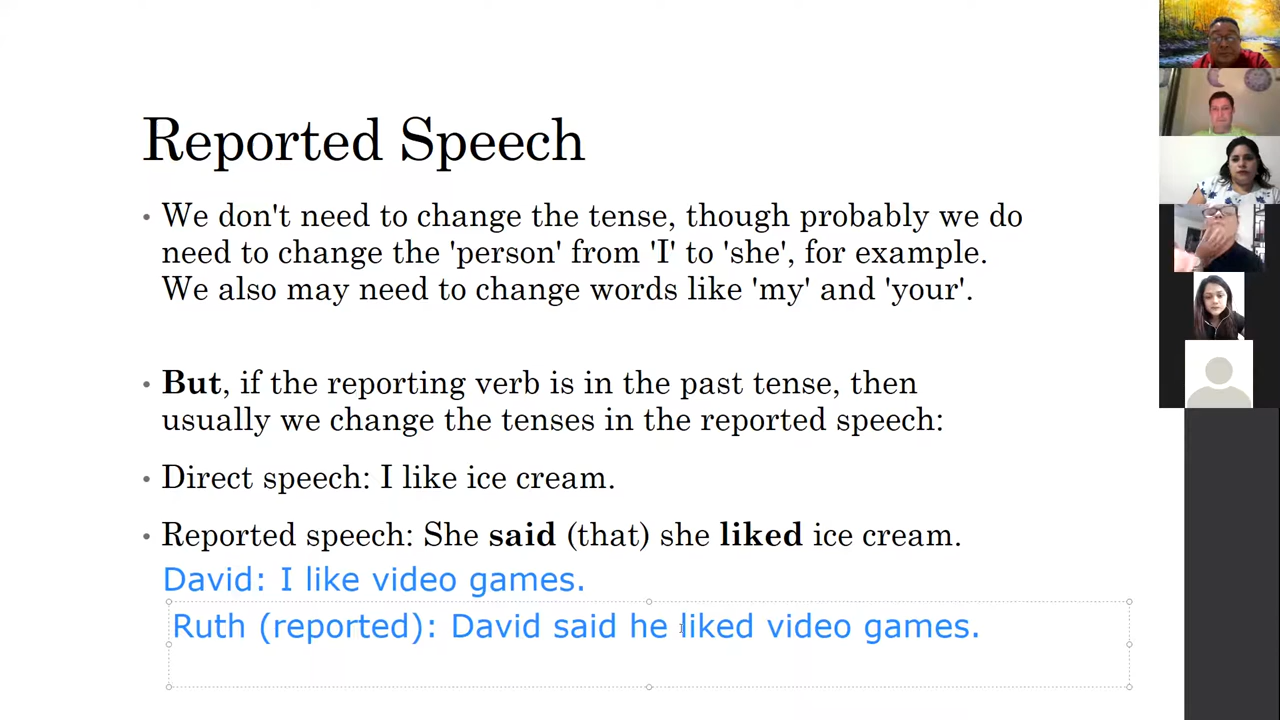 Reported Speech
• We don't need to change the tense, though probably we do
need to change the 'person' from 'I' to 'she', for example.
We also may need to change words like 'my' and 'your'.
• But, if the reporting verb is in the past tense, then
usually we change the tenses in the reported speech:
• Direct speech: I like ice cream.
• Reported speech: She said (that) she liked ice cream.
David: I like video games.
Ruth (reported): David said he liked video games.